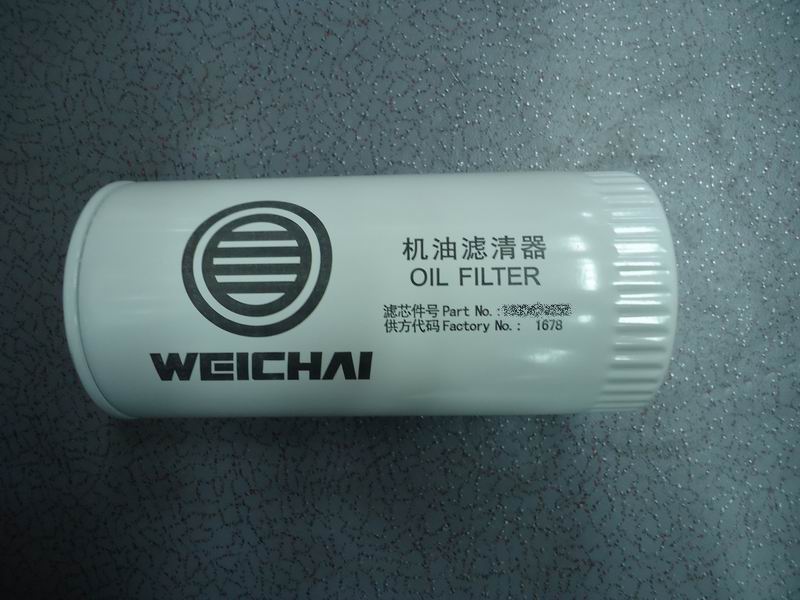 WEICHAI
机油滤清器
OIL FILTER
滤芯件号 Part No. :
供方代码 Factory No. : 1678